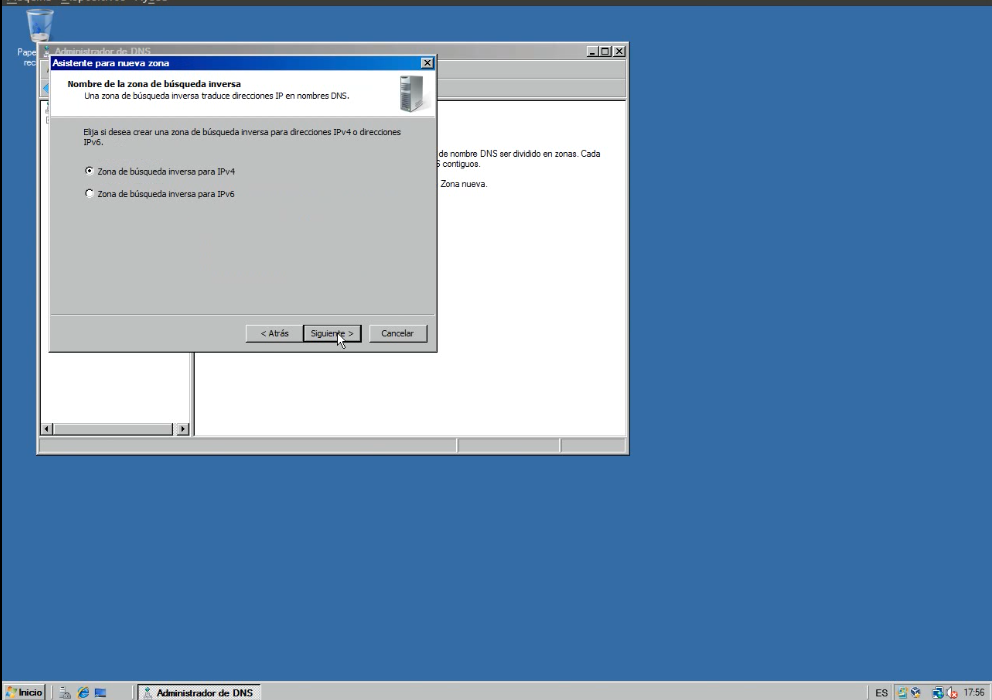 Administrador de DNS
Asistente para nueva zona
Nombre de la zona de búsqueda inversa
Una zona de búsqueda inversa traduce direcciones IP en nombres DNS.
Elija si desea crear una zona de búsqueda inversa para direcciones IPv4 o direcciones
IPv6.
de nombre DNS ser dividido en zonas. Cada
contiguos.
Zona de búsqueda inversa para IPv4
Zona nueva.
Zona de búsqueda inversa para IPv6
< Atrás
Siguiente >
Cancelar
Inicio
Administrador de DNS
ES
17:56